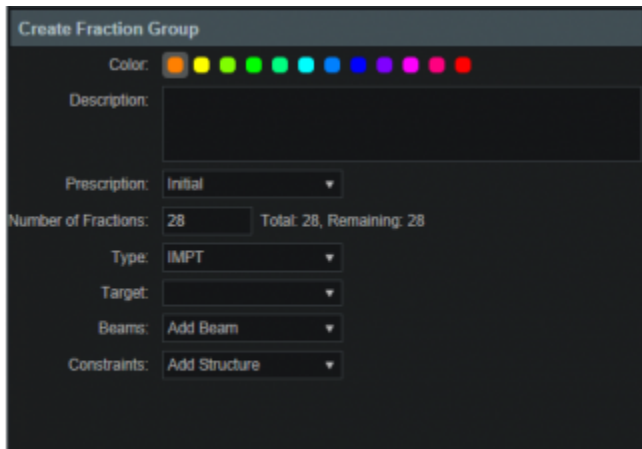 Create Fraction Group
Color:
Description:
Prescription: Initial
Number of Fractions: 28 Total: 28, Remaining: 28
Type: IMPT
Target:
Beams: Add Beam
Constraints: Add Structure